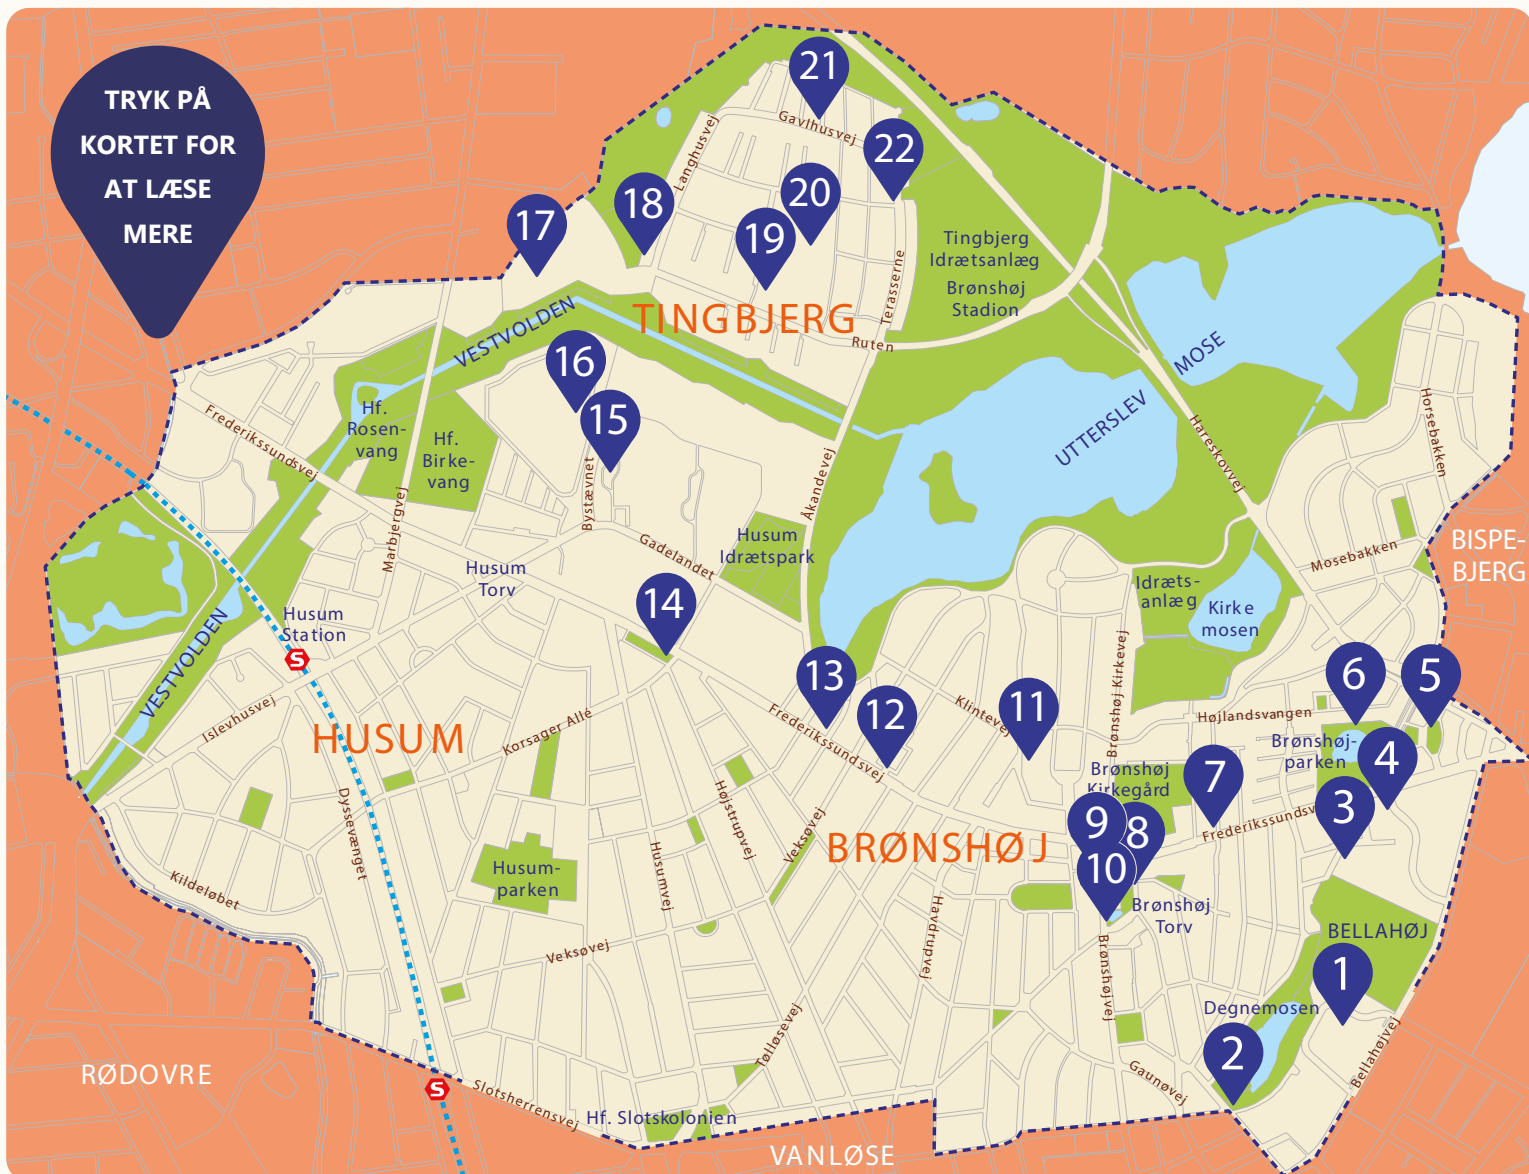 TRYK PÅ
KORTET FOR
AT LÆSE
MERE
21
Gavlhusvej
22
Langhusvej
20
18
17
19
Tingbjerg
Idrætsanlæg
Brønshøj
Stadion
Terasserne
TINGBJERG
Ruten
VESTVOLDEN
MOSE
16
15
UTTERSLEV
Hf.
Rosen-
vang
Hf.
Birke-
vang
Frederikssundsvej
Marbjergvej
Bystævnet
Åkandevej
Hareskovvej
Horsebakken
Husum
Idrætspark
Gadelandet
Husum
Torv
Mosebakken
BISPE-
BJERG
Idræts-
anlæg
Kirke
mosen
14
Husum
Station
S
VESTVOLDEN
13
12
11
6
5
Klintevej
Brønshøj Kirkevej
Højlandsvangen
Brønshøj-
parken
4
Islevhusvej
HUSUM
Korsager Allé
Frederikssundsvej
Brønshøj
Kirkegård
7
3
Frederikssundsv
9
8
10
BRØNSHØJ
Dyssevænget
Højstrupvej
Veksøvej
Husumvej
Husum-
parken
Kildeløbet
Havdrupvej
Brønshøj
Torv
BELLAHØJ
1
Veksøvej
Brønshøjvej
Degnemosen
2
Tølløsevej
Gaunøvej
Bellahøjvej
RØDOVRE
S
Slotsherrensvej
Hf. Slotskolonien
VANLØSE